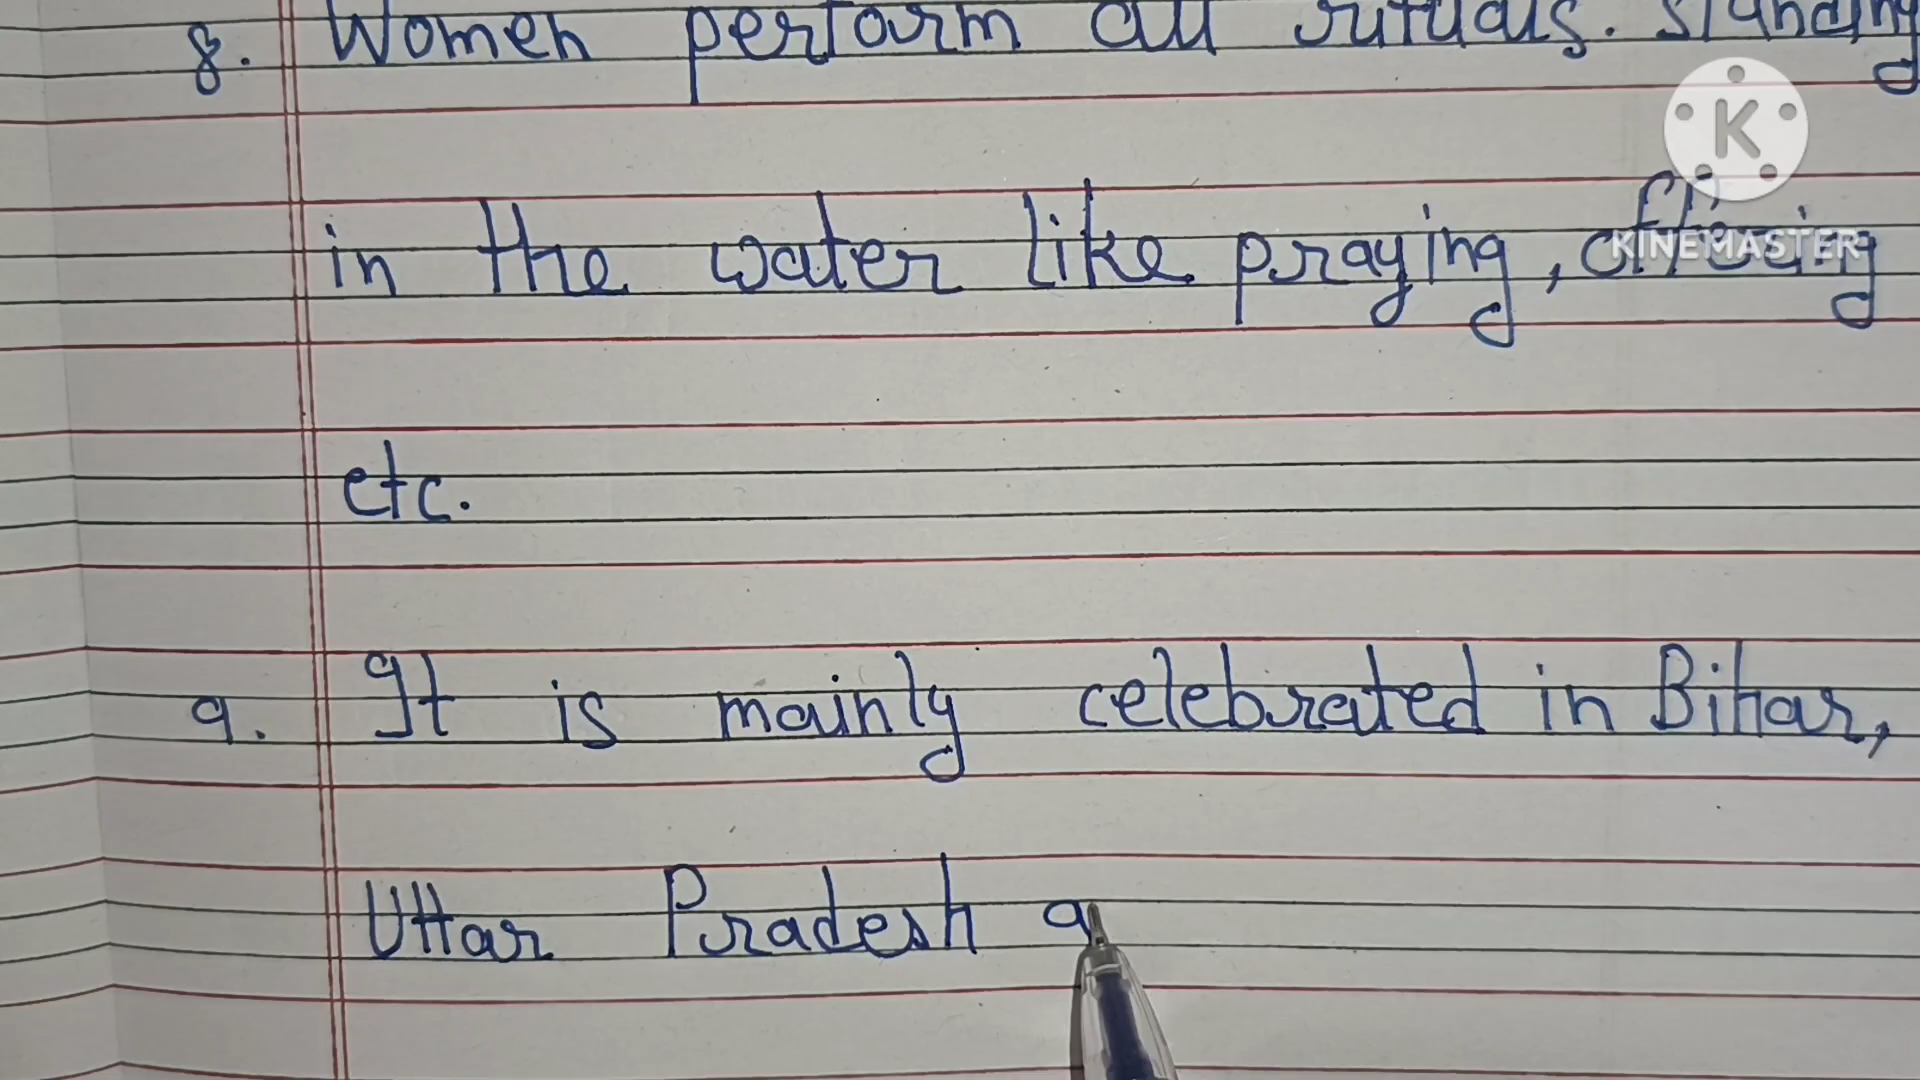 8. Women perform all rituals. standing
in the water like praying, offering
K
KINEMASTER
etc.
9. It is mainly celebrated in Bihar,
Uttar Pradesh a